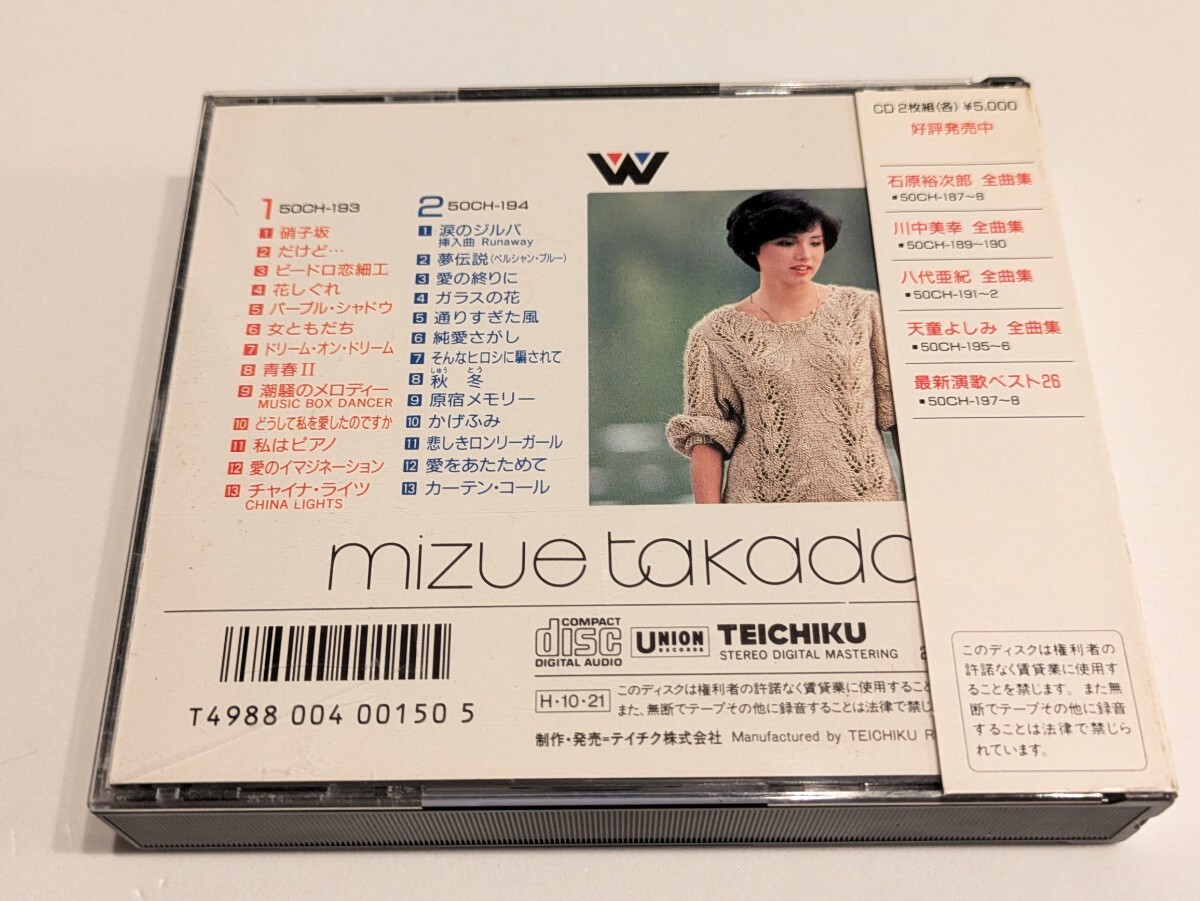 W
1 50CH-193
1 硝子坂
2 だけど…
3 ビードロ恋細工
4 花しぐれ
5 パープル・シャドウ
6 女ともだち
7 ドリーム・オン・ドリーム
8 青春II
9 潮騒のメロディー
MUSIC BOX DANCER
10 どうして私を愛したのですか
11 私はピアノ
12 愛のイマジネーション
13 チャイナ・ライツ
CHINA LIGHTS
2 50CH-194
1 涙のジルバ
挿入曲 Runaway
2 夢伝説(ペルシャン・ブルー)
3 愛の終りに
4 ガラスの花
5 通りすぎた風
6 純愛さがし
7 そんなヒロシに騙されて
しゅう とう
8 秋 冬
9 原宿メモリー
10 かげふみ
11 悲しきロンリーガール
12 愛をあたためて
13 カーテン・コール
mizue takada
T4988 004 00150 5
COMPACT
disc
DIGITAL AUDIO
UNION
RECORDS
TEICHIKU
STEREO DIGITAL MASTERING
H・10・21
このディスクは権利者の許諾なく賃貸業に使用すること
また、無断でテープその他に録音することは法律で禁じ
制作・発売=テイチク株式会社 Manufactured by TEICHIKU R
CD 2枚組(各) ¥5,000
好評発売中
石原裕次郎 全曲集
■50CH-187~8
川中美幸 全曲集
■50CH-189~190
八代亜紀 全曲集
■50CH-191~2
天童よしみ 全曲集
■50CH-195~6
最新演歌ベスト26
■50CH-197~8
このディスクは権利者の
許諾なく賃貸業に使用す
ることを禁じます。また無
断でテープその他に録音
することは法律で禁じら
れています。